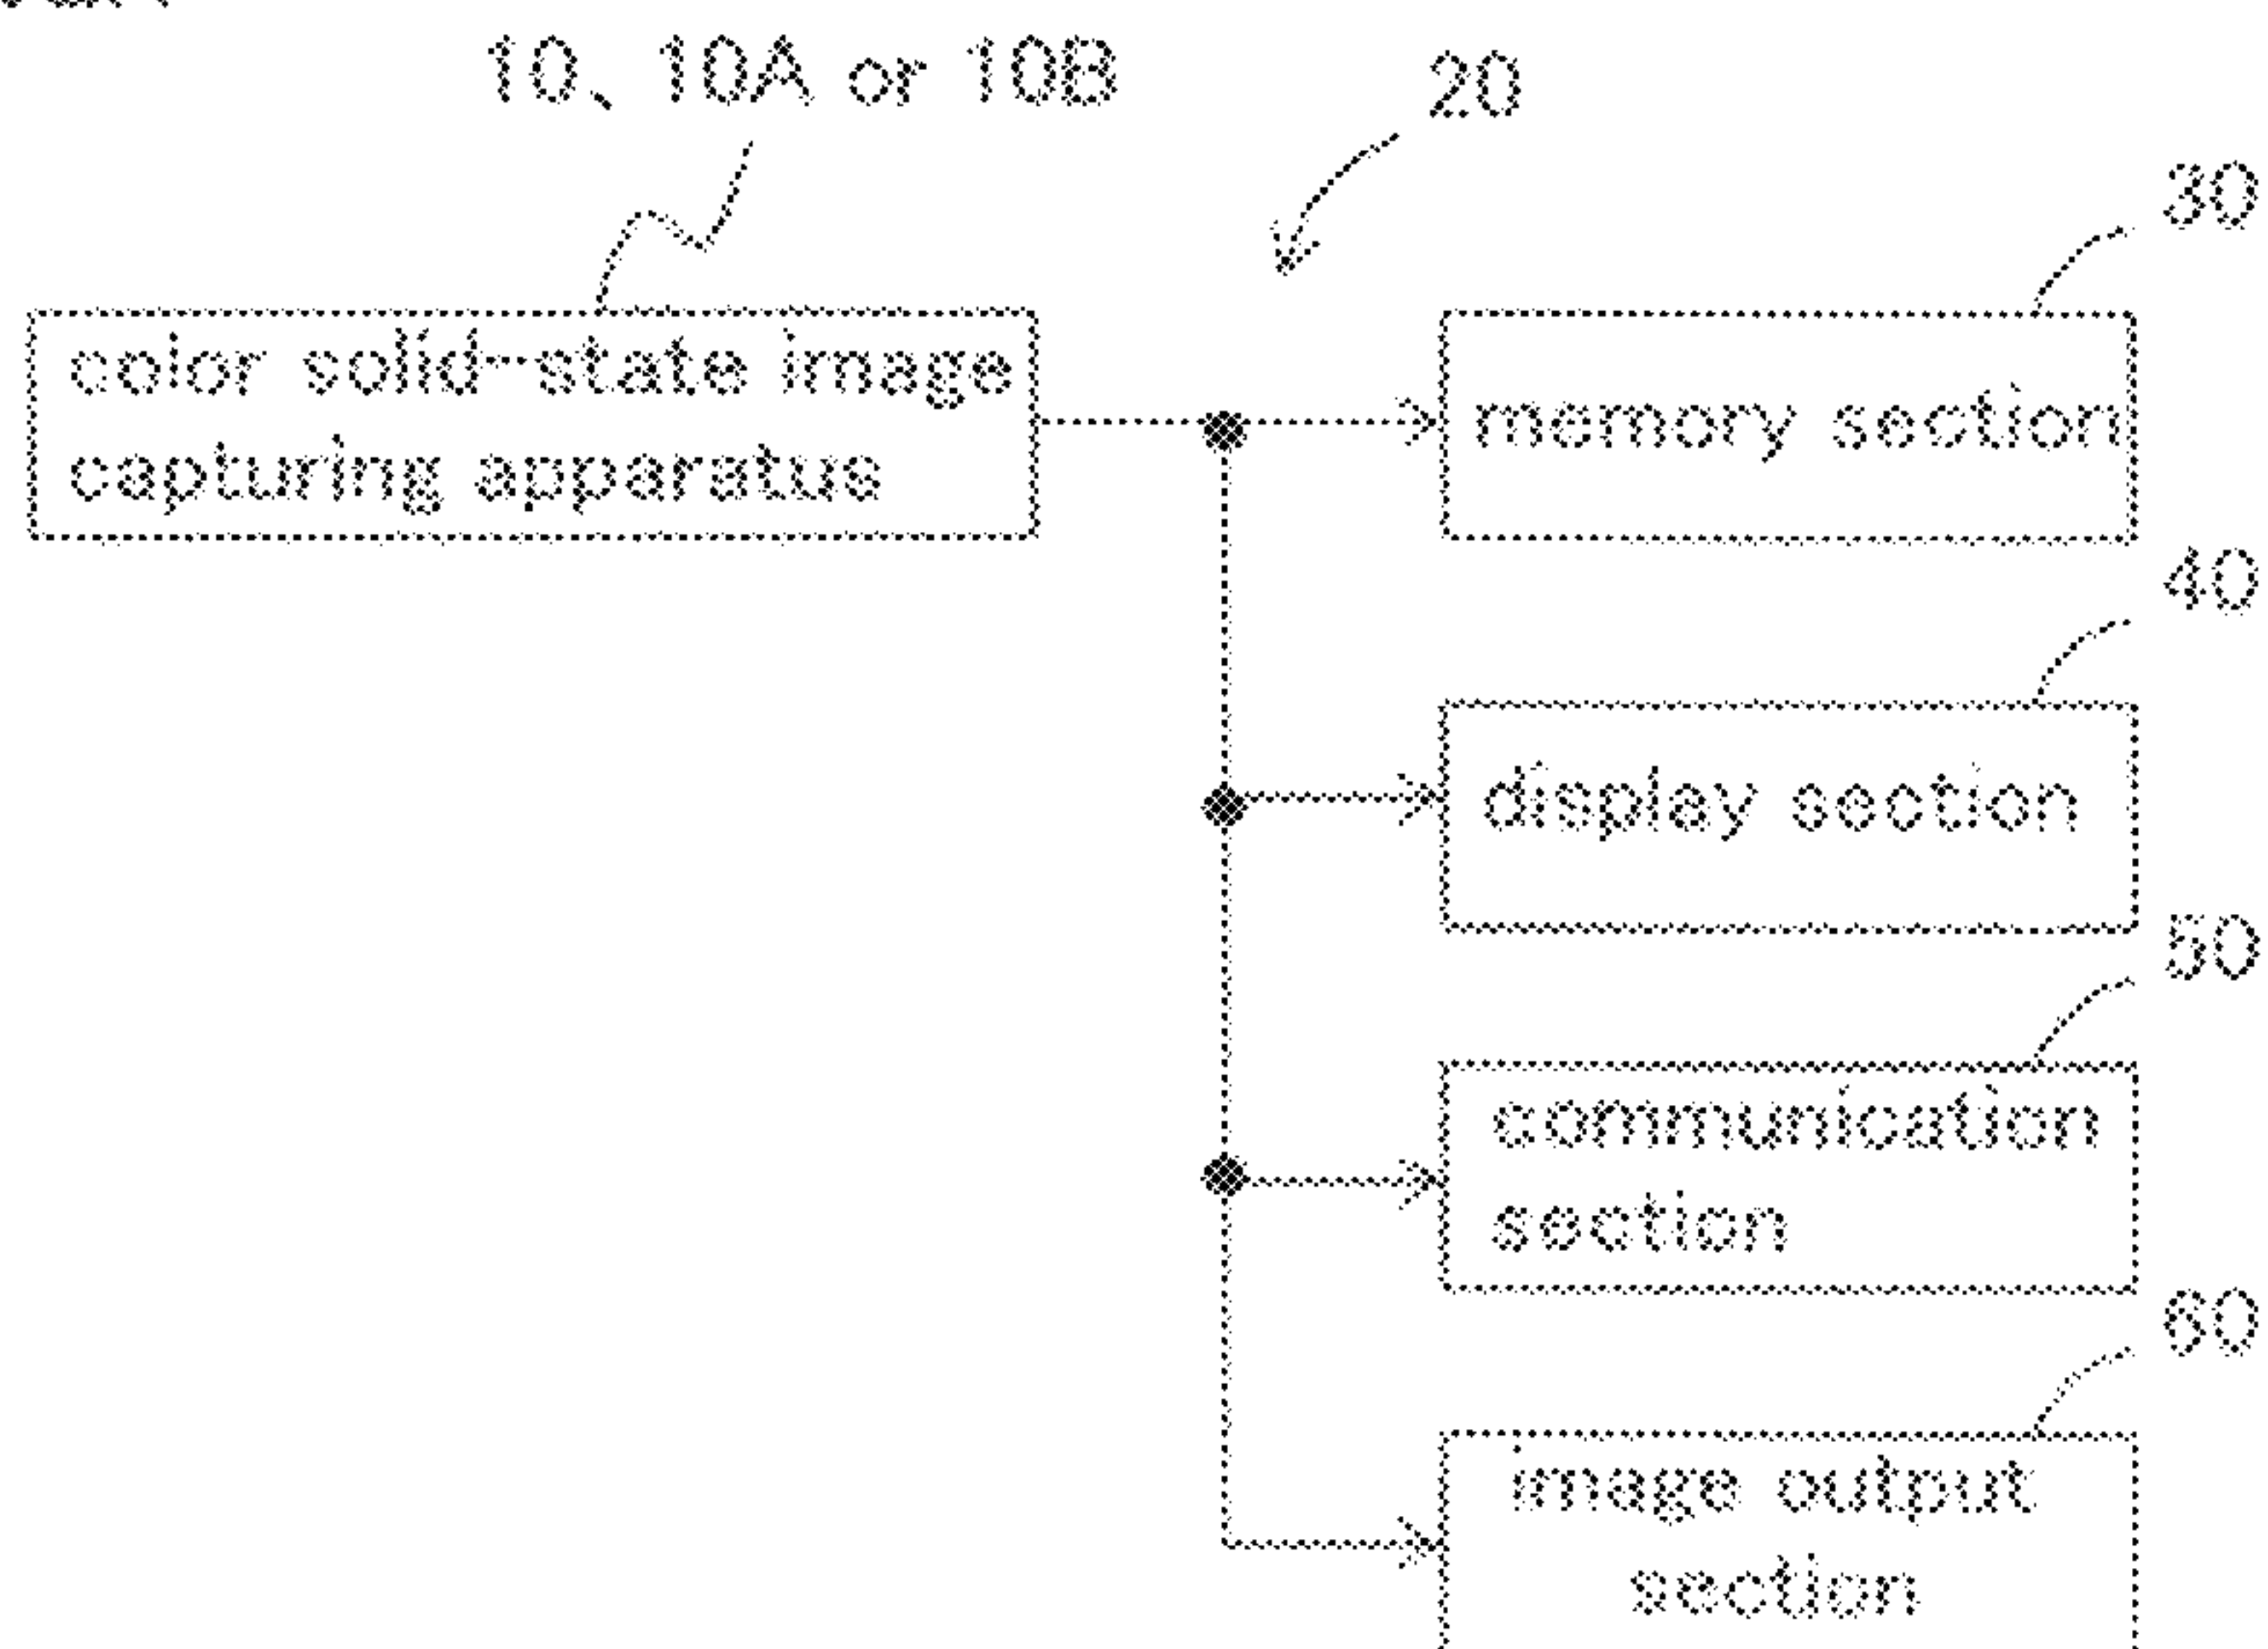 10、 10A or 10B
20
30
color solid-state image
capturing apparatus
memory section
40
display section
50
communication
section
60
image output
section